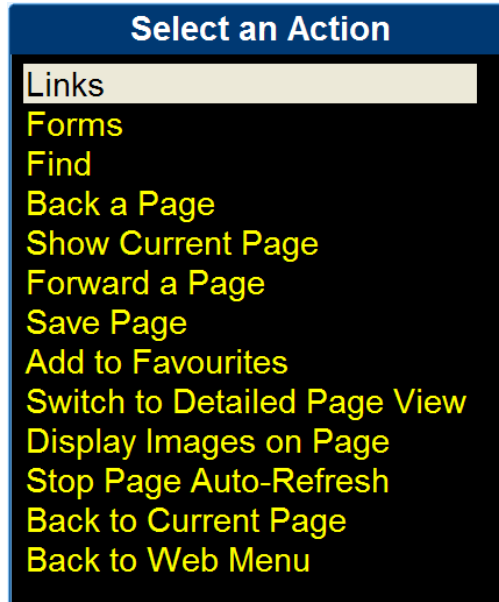 Select an Action
Links
Forms
Find
Back a Page
Show Current Page
Forward a Page
Save Page
Add to Favourites
Switch to Detailed Page View
Display Images on Page
Stop Page Auto-Refresh
Back to Current Page
Back to Web Menu